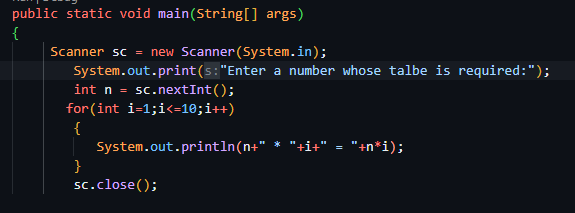 public static void main(String[] args)
{
Scanner sc = new Scanner(System.in);
System.out.print(s:"Enter a number whose talbe is required:");
int n = sc.nextInt();
for(int i=1;i<=10;i++)
{
System.out.println(n+" * "+i+" = "+n*i);
}
sc.close();